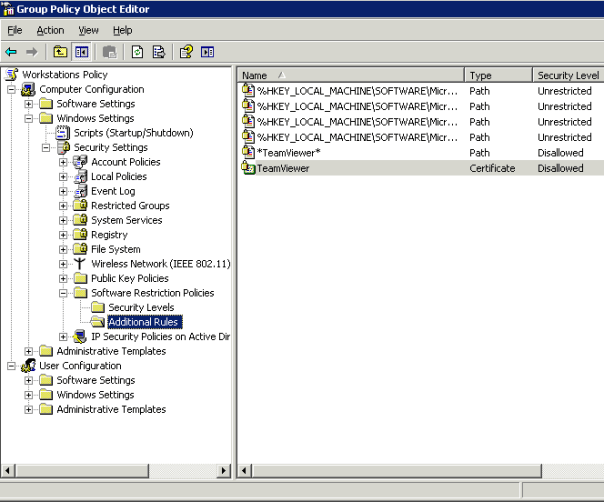 Group Policy Object Editor
File Action View Help
Workstations Policy
Computer Configuration
Software Settings
Windows Settings
Scripts (Startup/Shutdown)
Security Settings
Account Policies
Local Policies
Event Log
Restricted Groups
System Services
Registry
File System
Wireless Network (IEEE 802.11)
Public Key Policies
Software Restriction Policies
Security Levels
Additional Rules
IP Security Policies on Active Dir
Administrative Templates
User Configuration
Software Settings
Windows Settings
Administrative Templates
Name Type Security Level
%HKEY_LOCAL_MACHINE\SOFTWARE\Micr... Path Unrestricted
%HKEY_LOCAL_MACHINE\SOFTWARE\Micr... Path Unrestricted
%HKEY_LOCAL_MACHINE\SOFTWARE\Micr... Path Unrestricted
%HKEY_LOCAL_MACHINE\SOFTWARE\Micr... Path Unrestricted
*TeamViewer* Path Disallowed
TeamViewer Certificate Disallowed